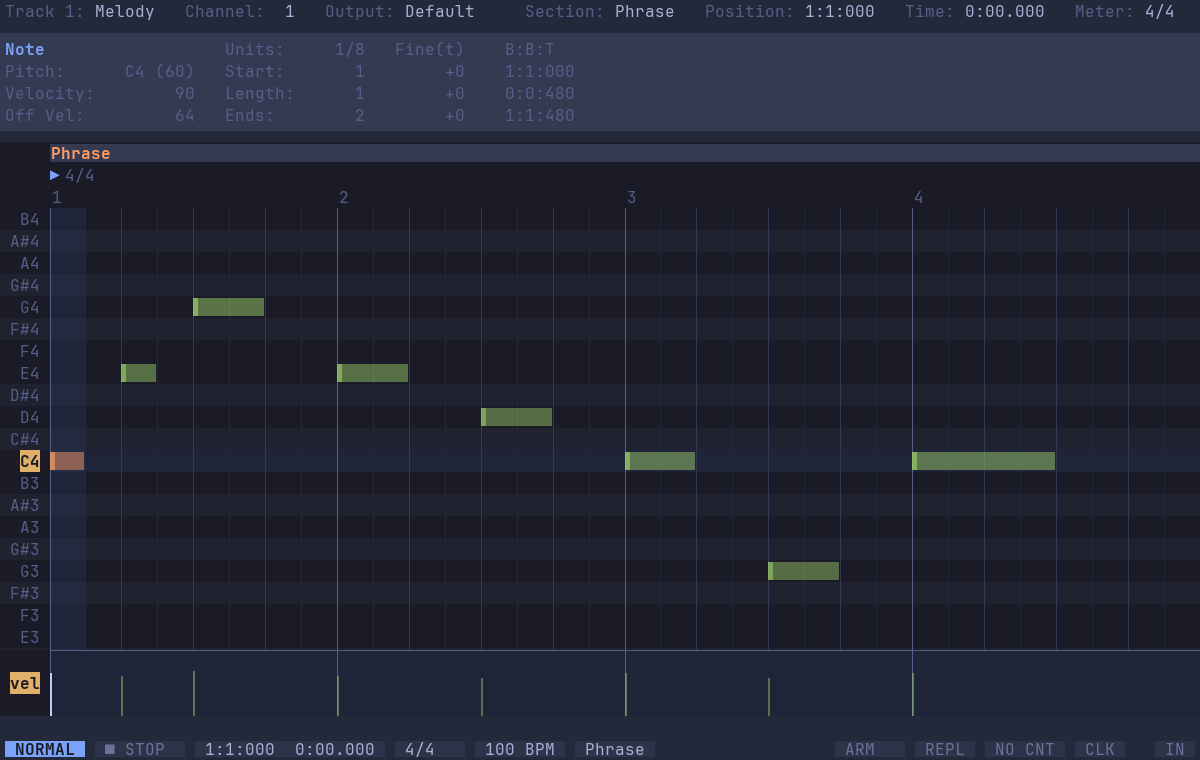 Track 1: Melody Channel: 1 Output: Default Section: Phrase Position: 1:1:000 Time: 0:00.000 Meter: 4/4
Note Units: 1/8 Fine(t) B:B:T
Pitch: C4 (60) Start: 1 +0 1:1:000
Velocity: 90 Length: 1 +0 0:0:480
Off Vel: 64 Ends: 2 +0 1:1:480
Phrase
▶ 4/4
1 2 3 4
B4
A#4
A4
G#4
G4
F#4
F4
E4
D#4
D4
C#4
C4
B3
A#3
A3
G#3
G3
F#3
F3
E3
vel
NORMAL ■ STOP 1:1:000 0:00.000 4/4 100 BPM Phrase ARM REPL NO CNT CLK IN